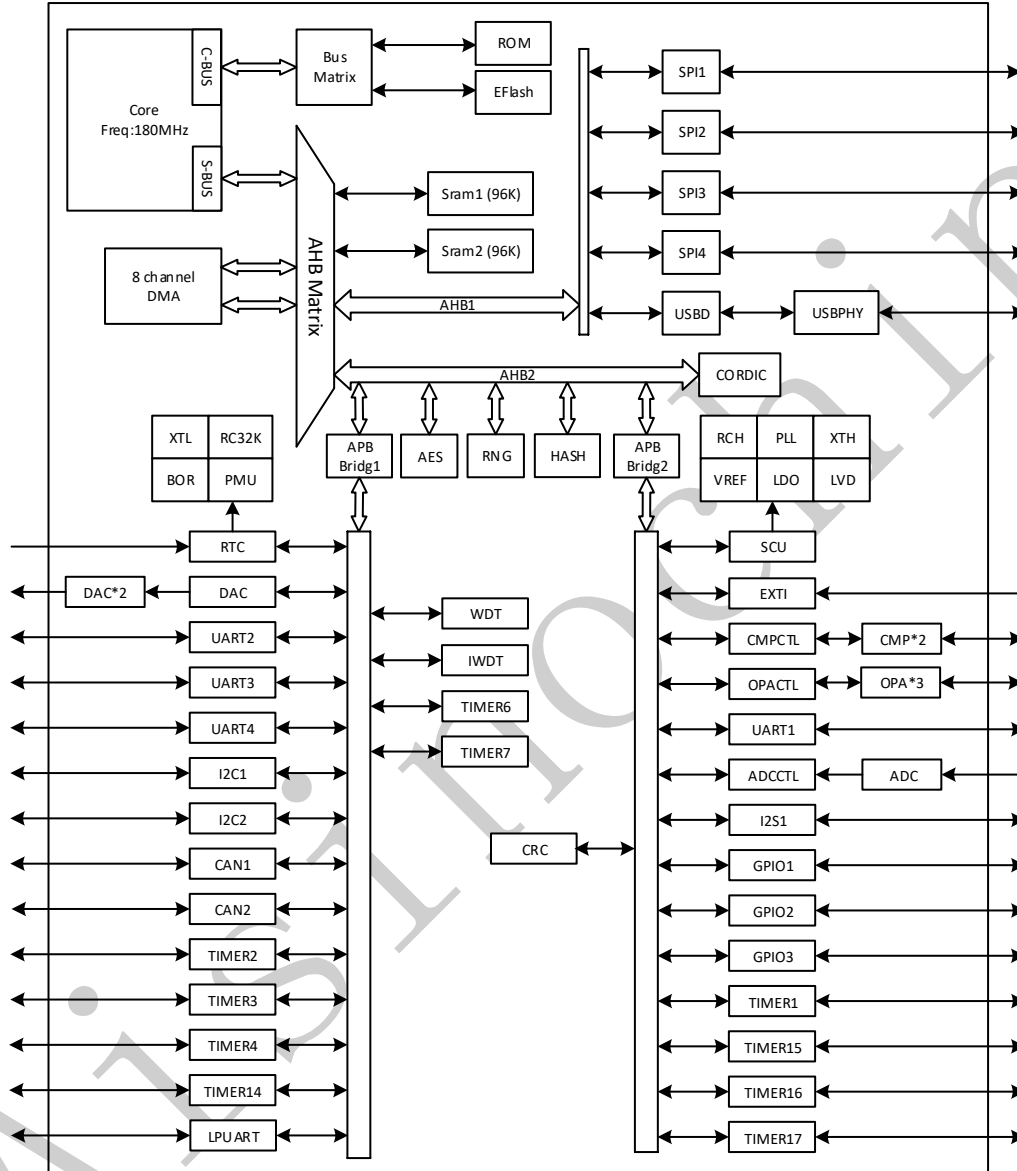 C-BUS
Core
Freq:180MHz
S-BUS
Bus
Matrix
ROM
EFlash
SPI1
SPI2
SPI3
SPI4
USBD
USBPHY
8 channel
DMA
AHB Matrix
Sram1 (96K)
Sram2 (96K)
AHB1
AHB2
CORDIC
APB
Bridg1
AES
RNG
HASH
APB
Bridg2
XTL
RC32K
BOR
PMU
RCH
PLL
XTH
VREF
LDO
LVD
RTC
DAC*2
DAC
UART2
UART3
UART4
I2C1
I2C2
CAN1
CAN2
TIMER2
TIMER3
TIMER4
TIMER14
LPUART
WDT
IWDT
TIMER6
TIMER7
CRC
SCU
EXTI
CMPCTL
CMP*2
OPACTL
OPA*3
UART1
ADCCTL
ADC
I2S1
GPIO1
GPIO2
GPIO3
TIMER1
TIMER15
TIMER16
TIMER17
Aisinochip